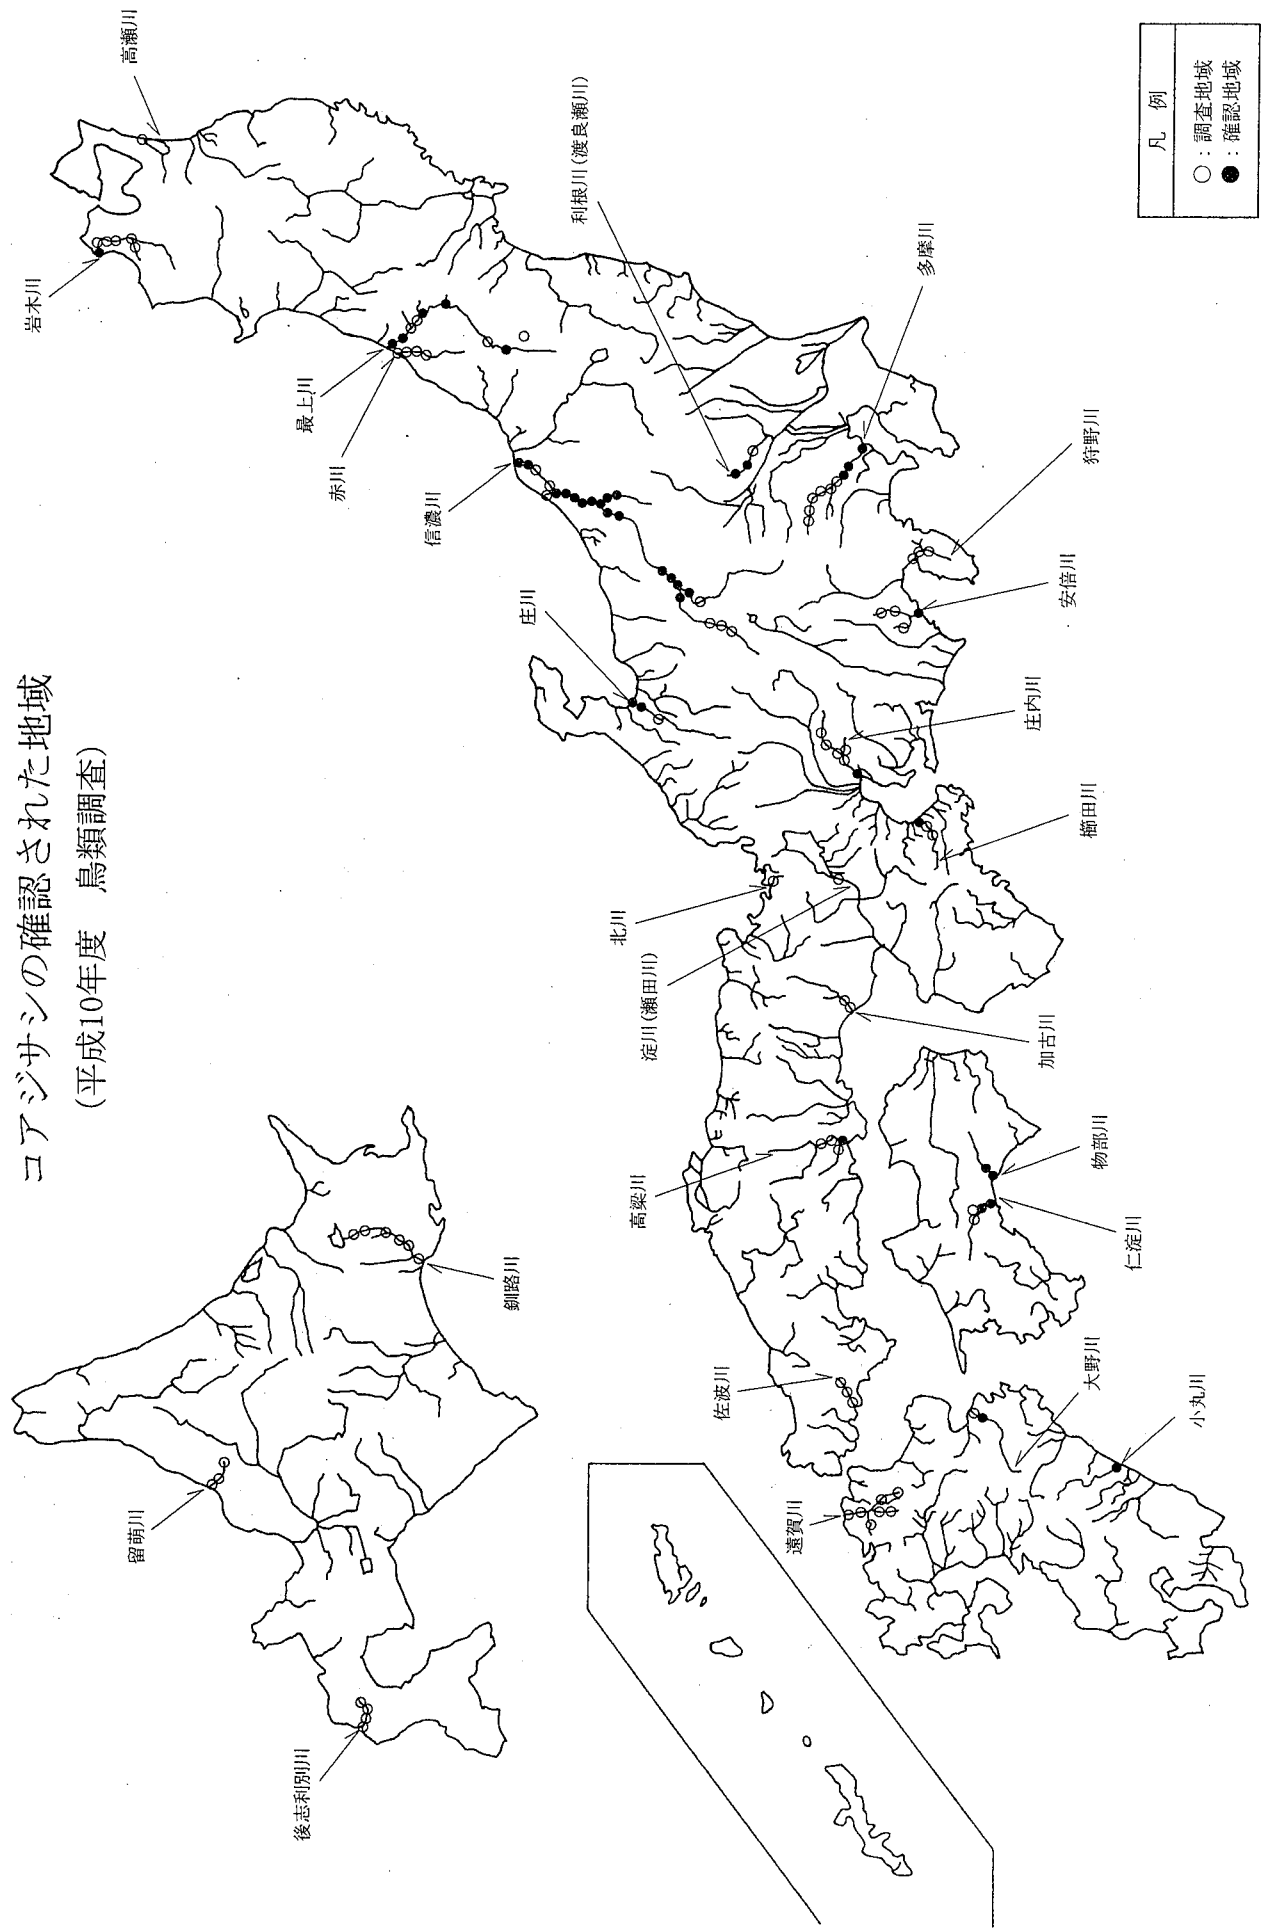 コアジサシの確認された地域
(平成10年度 鳥類調査)
後志利別川
留萌川
釧路川
岩木川
高瀬川
最上川
赤川
信濃川
利根川(渡良瀬川)
多摩川
狩野川
安倍川
庄川
庄内川
櫛田川
北川
淀川(瀬田川)
加古川
高梁川
物部川
仁淀川
佐波川
遠賀川
大野川
小丸川
凡 例
○:調査地域
●:確認地域